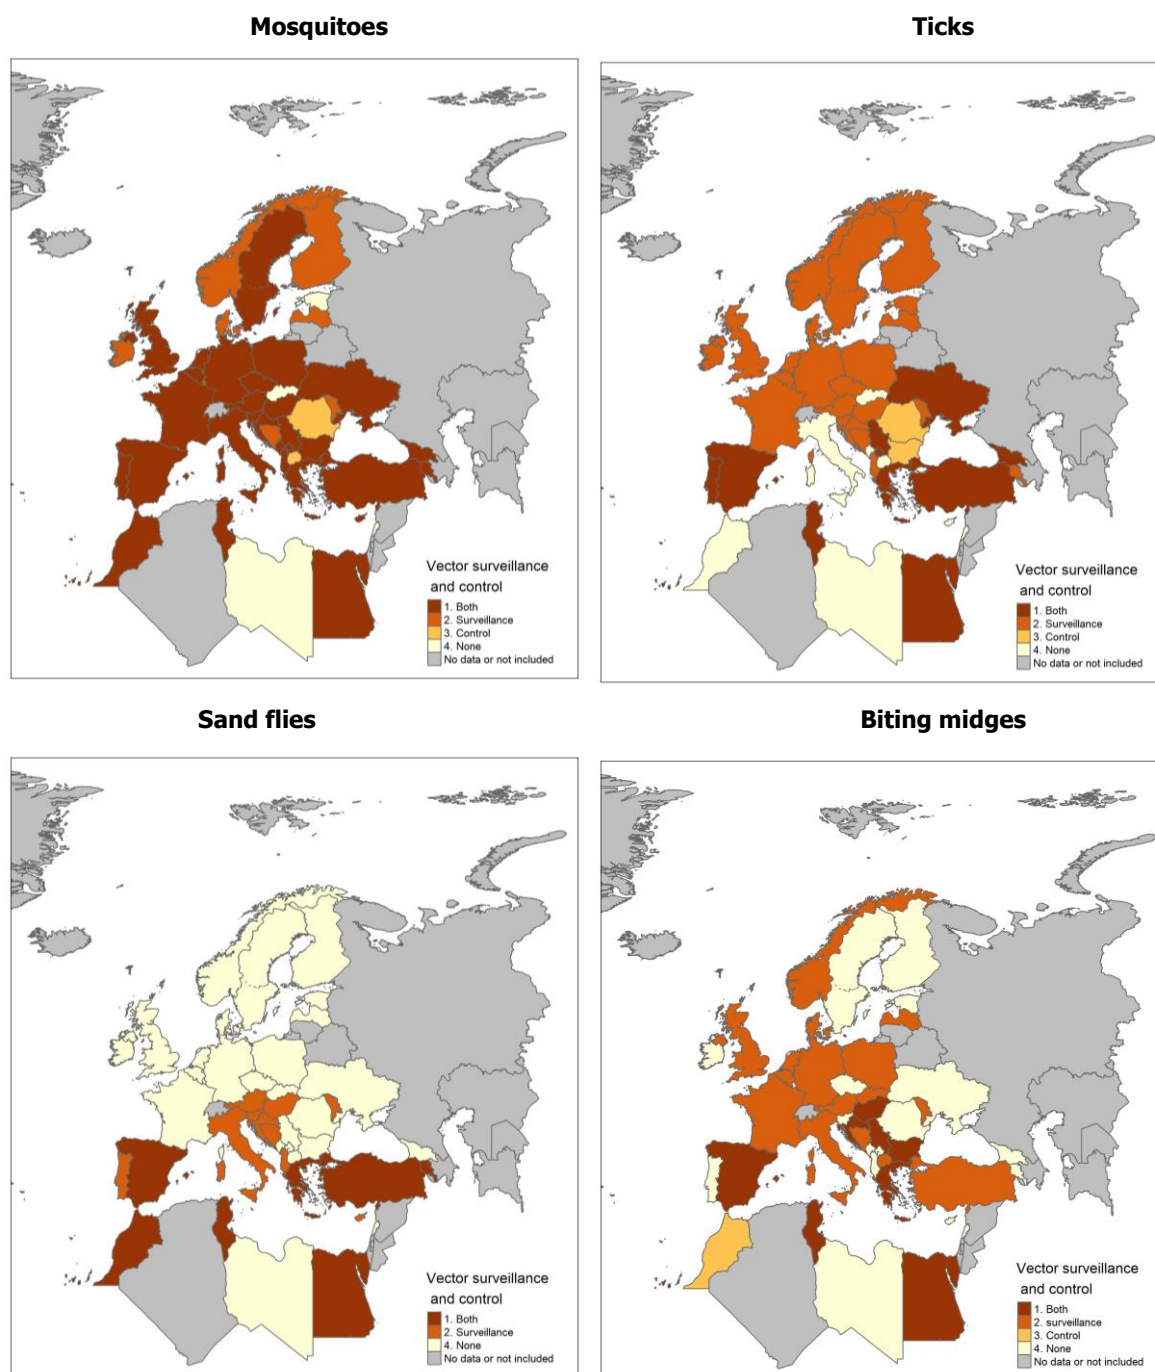 Mosquitoes
Ticks
Vector surveillance
and control
1. Both
2. Surveillance
3. Control
4. None
No data or not included
Vector surveillance
and control
1. Both
2. Surveillance
3. Control
4. None
No data or not included
Sand flies
Biting midges
Vector surveillance
and control
1. Both
2. Surveillance
4. None
No data or not included
Vector surveillance
and control
1. Both
2. surveillance
3. Control
4. None
No data or not included